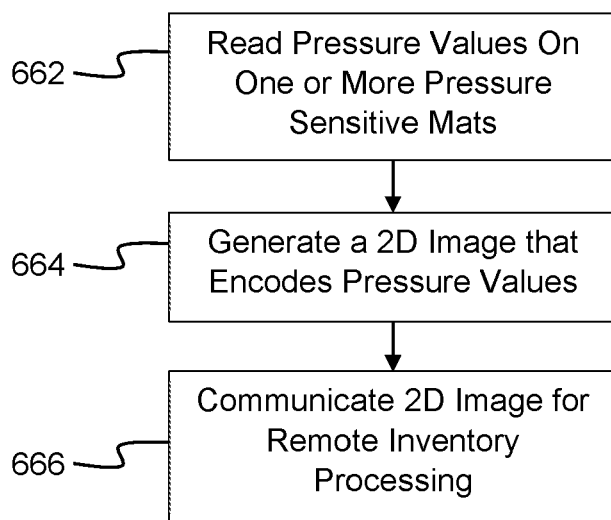 662
Read Pressure Values On
One or More Pressure
Sensitive Mats
664
Generate a 2D Image that
Encodes Pressure Values
666
Communicate 2D Image for
Remote Inventory
Processing